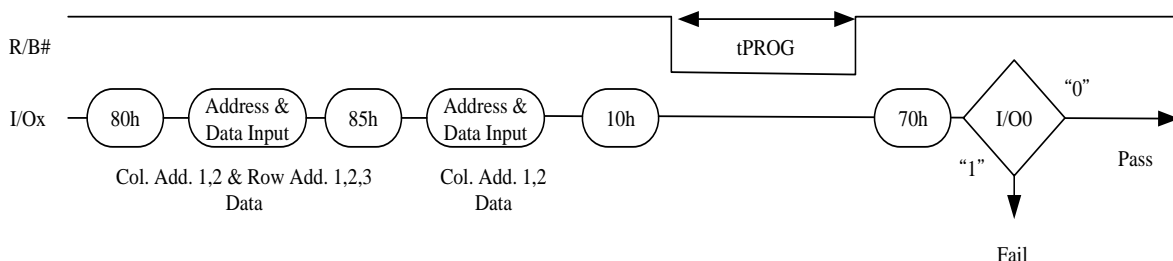 R/B#
tPROG
I/Ox
80h
Address &
Data Input
85h
Address &
Data Input
10h
70h
I/O0
“0”
“1”
Pass
Col. Add. 1,2 & Row Add. 1,2,3
Data
Col. Add. 1,2
Data
Fail